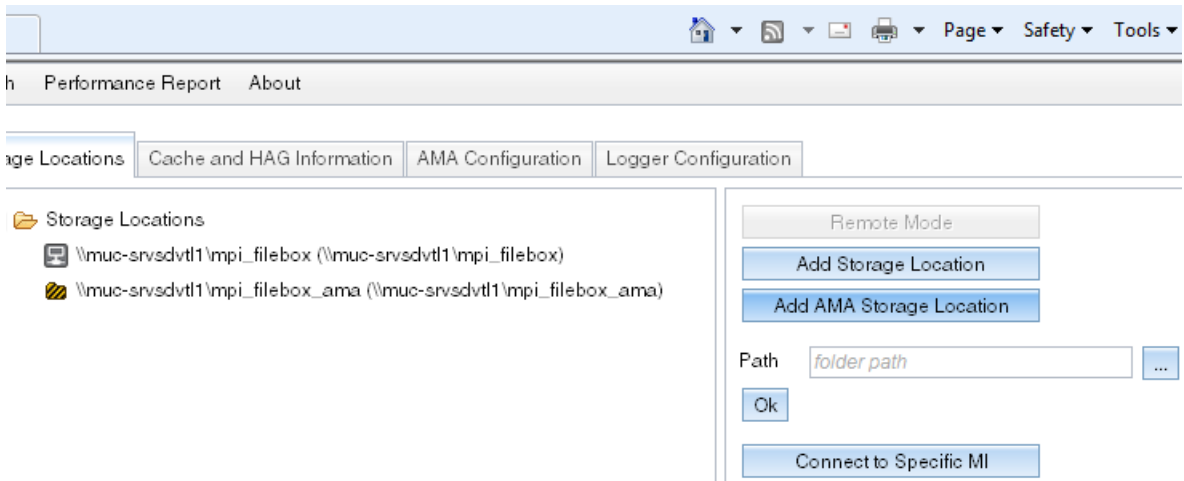 Page Safety Tools
h Performance Report About
age Locations Cache and HAG Information AMA Configuration Logger Configuration
Storage Locations
\\muc-srvsdvtl1\mpi_filebox (\\muc-srvsdvtl1\mpi_filebox)
\\muc-srvsdvtl1\mpi_filebox_ama (\\muc-srvsdvtl1\mpi_filebox_ama)
Remote Mode
Add Storage Location
Add AMA Storage Location
Path folder path ...
Ok
Connect to Specific MI